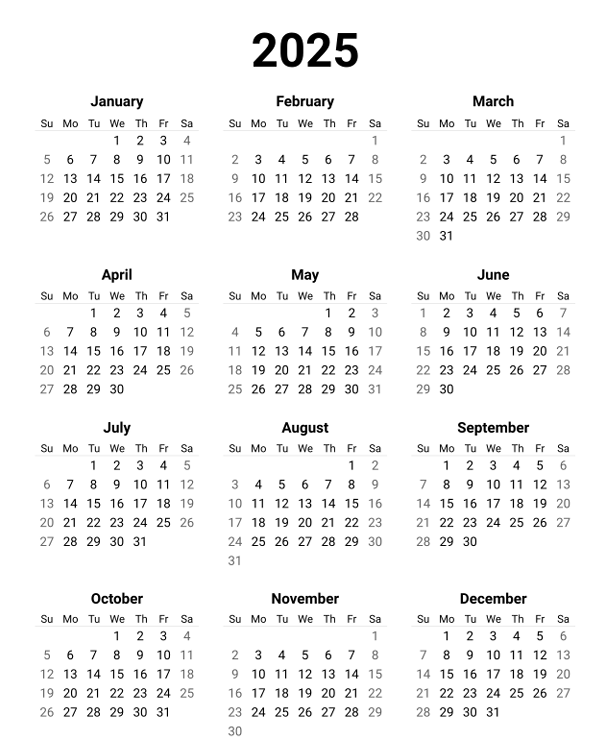 2025
January
Su Mo Tu We Th Fr Sa
1 2 3 4
5 6 7 8 9 10 11
12 13 14 15 16 17 18
19 20 21 22 23 24 25
26 27 28 29 30 31
February
Su Mo Tu We Th Fr Sa
1
2 3 4 5 6 7 8
9 10 11 12 13 14 15
16 17 18 19 20 21 22
23 24 25 26 27 28
March
Su Mo Tu We Th Fr Sa
1
2 3 4 5 6 7 8
9 10 11 12 13 14 15
16 17 18 19 20 21 22
23 24 25 26 27 28 29
30 31
April
Su Mo Tu We Th Fr Sa
1 2 3 4 5
6 7 8 9 10 11 12
13 14 15 16 17 18 19
20 21 22 23 24 25 26
27 28 29 30
May
Su Mo Tu We Th Fr Sa
1 2 3
4 5 6 7 8 9 10
11 12 13 14 15 16 17
18 19 20 21 22 23 24
25 26 27 28 29 30 31
June
Su Mo Tu We Th Fr Sa
1 2 3 4 5 6 7
8 9 10 11 12 13 14
15 16 17 18 19 20 21
22 23 24 25 26 27 28
29 30
July
Su Mo Tu We Th Fr Sa
1 2 3 4 5
6 7 8 9 10 11 12
13 14 15 16 17 18 19
20 21 22 23 24 25 26
27 28 29 30 31
August
Su Mo Tu We Th Fr Sa
1 2
3 4 5 6 7 8 9
10 11 12 13 14 15 16
17 18 19 20 21 22 23
24 25 26 27 28 29 30
31
September
Su Mo Tu We Th Fr Sa
1 2 3 4 5 6
7 8 9 10 11 12 13
14 15 16 17 18 19 20
21 22 23 24 25 26 27
28 29 30
October
Su Mo Tu We Th Fr Sa
1 2 3 4
5 6 7 8 9 10 11
12 13 14 15 16 17 18
19 20 21 22 23 24 25
26 27 28 29 30 31
November
Su Mo Tu We Th Fr Sa
1
2 3 4 5 6 7 8
9 10 11 12 13 14 15
16 17 18 19 20 21 22
23 24 25 26 27 28 29
30
December
Su Mo Tu We Th Fr Sa
1 2 3 4 5 6
7 8 9 10 11 12 13
14 15 16 17 18 19 20
21 22 23 24 25 26 27
28 29 30 31